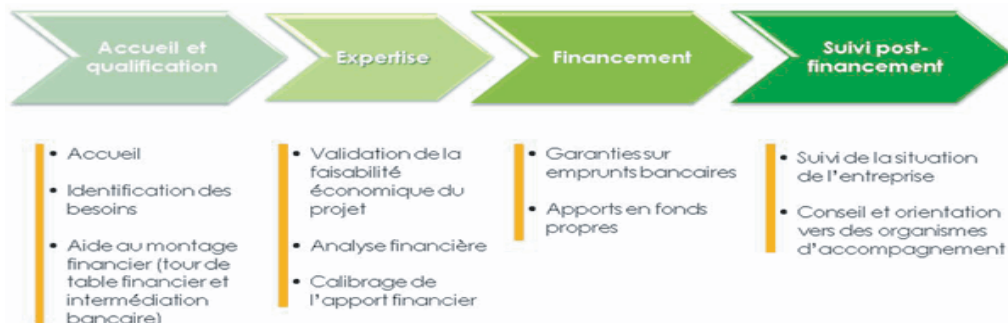 Accueil et
qualification
Expertise
Financement
Suivi post-
financement
• Accueil
• Identification des
besoins
• Aide au montage
financier (tour de
table financier et
intermédiation
bancaire)
• Validation de la
faisabilité
économique du
projet
• Analyse financière
• Calibrage de
l'apport financier
• Garanties sur
emprunts bancaires
• Apports en fonds
propres
• Suivi de la situation
de l'entreprise
• Conseil et orientation
vers des organismes
d'accompagnement